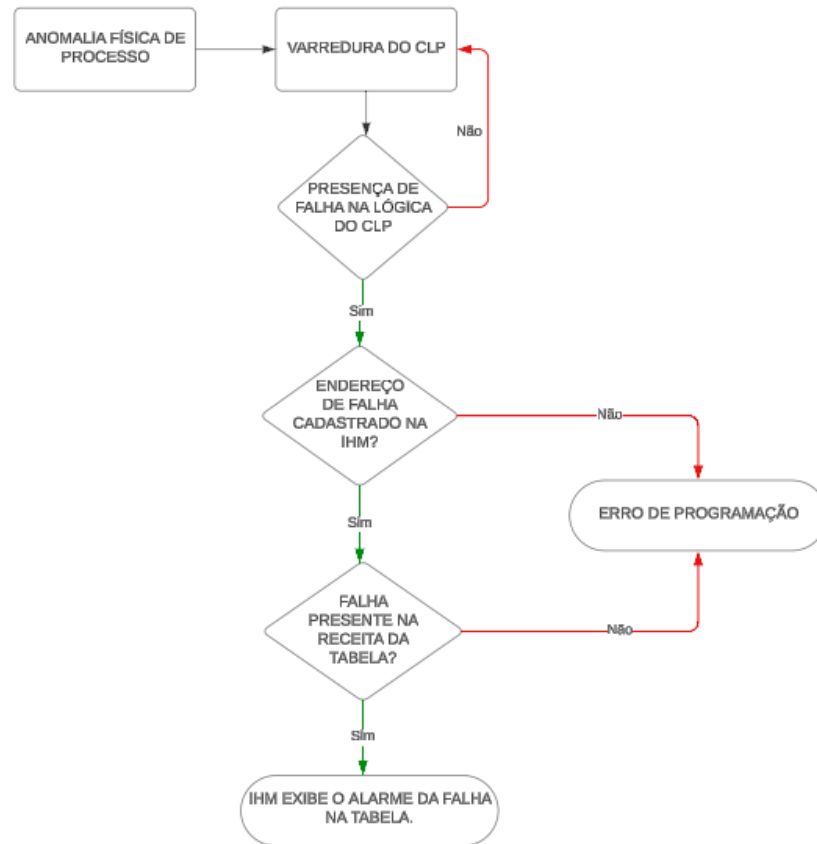 ANOMALIA FÍSICA DE
PROCESSO
VARREDURA DO CLP
Não
PRESENÇA DE
FALHA NA LÓGICA
DO CLP
Sim
ENDEREÇO
DE FALHA
CADASTRADO NA
IHM?
Não
ERRO DE PROGRAMAÇÃO
Sim
FALHA
PRESENTE NA
RECEITA DA
TABELA?
Não
Sim
IHM EXIBE O ALARME DA FALHA
NA TABELA.